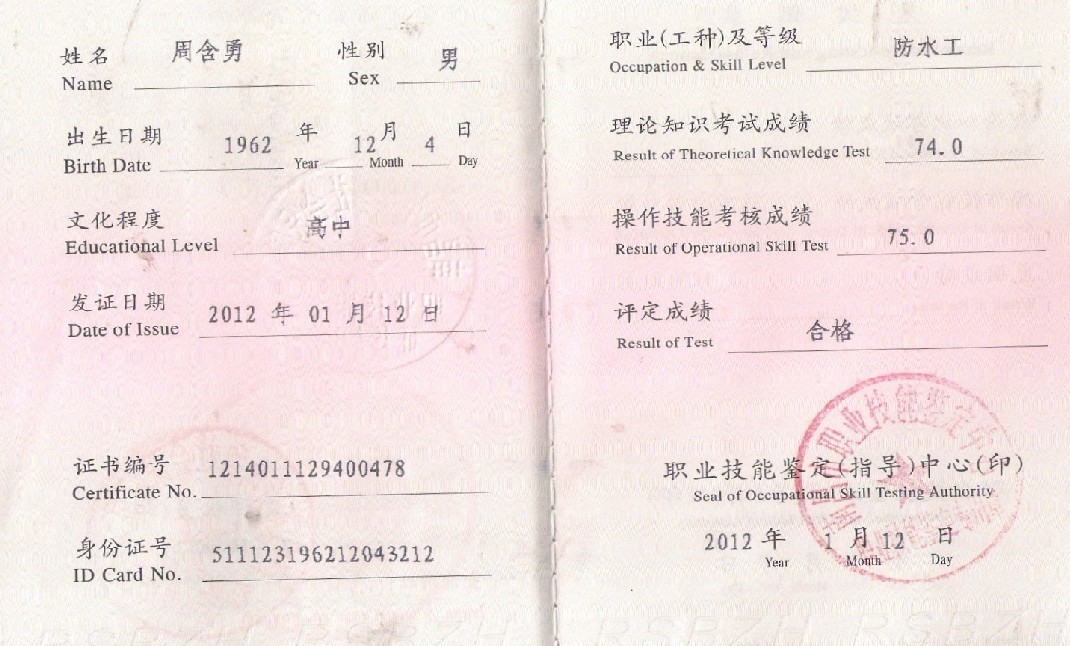 姓名 周含勇 性别 男
Name Sex
出生日期 1962 年 12 月 4 日
Birth Date Year Month Day
文化程度 高中
Educational Level
发证日期 2012 年 01 月 12 日
Date of Issue
证书编号 1214011129400478
Certificate No.
身份证号 511123196212043212
ID Card No.
职业(工种)及等级 防水工
Occupation & Skill Level
理论知识考试成绩 74.0
Result of Theoretical Knowledge Test
操作技能考核成绩 75.0
Result of Operational Skill Test
评定成绩 合格
Result of Test
职业技能鉴定(指导)中心(印)
Seal of Occupational Skill Testing Authority
2012 年 1 月 12 日
Year Month Day